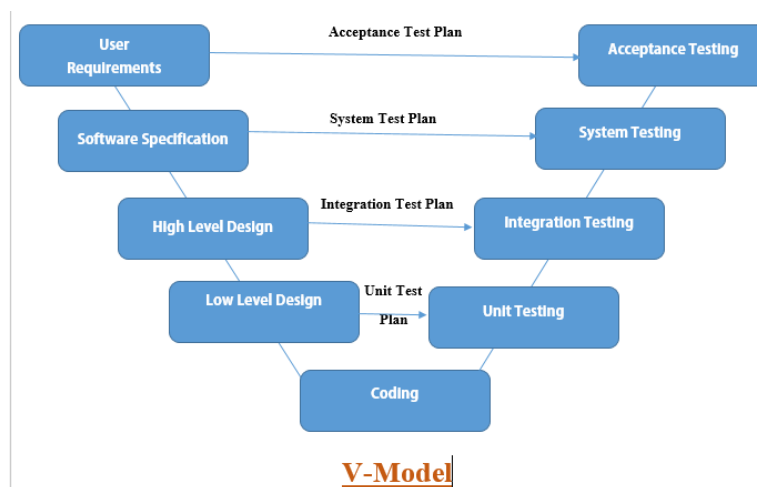 User
Requirements
Acceptance Test Plan
Acceptance Testing
Software Specification
System Test Plan
System Testing
High Level Design
Integration Test Plan
Integration Testing
Low Level Design
Unit Test
Plan
Unit Testing
Coding
V-Model